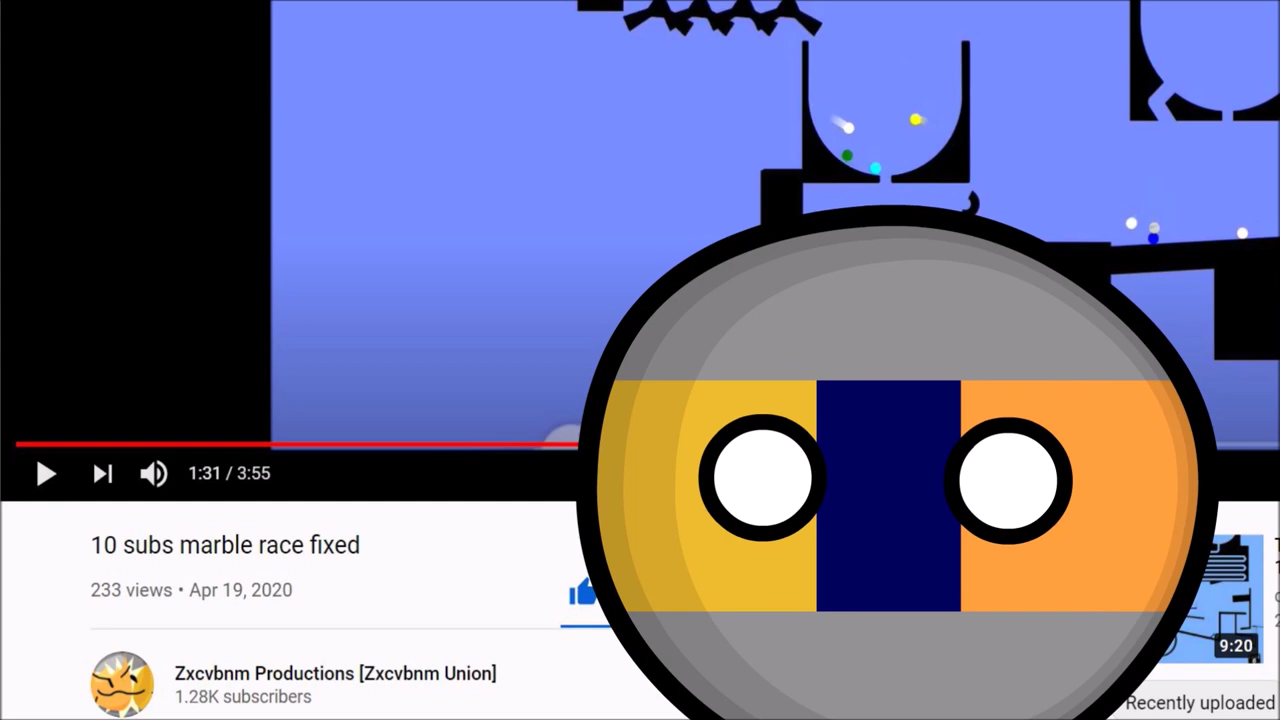 1:31 / 3:55
10 subs marble race fixed
233 views • Apr 19, 2020
Zxcvbnm Productions [Zxcvbnm Union]
1.28K subscribers
9:20
Recently uploaded